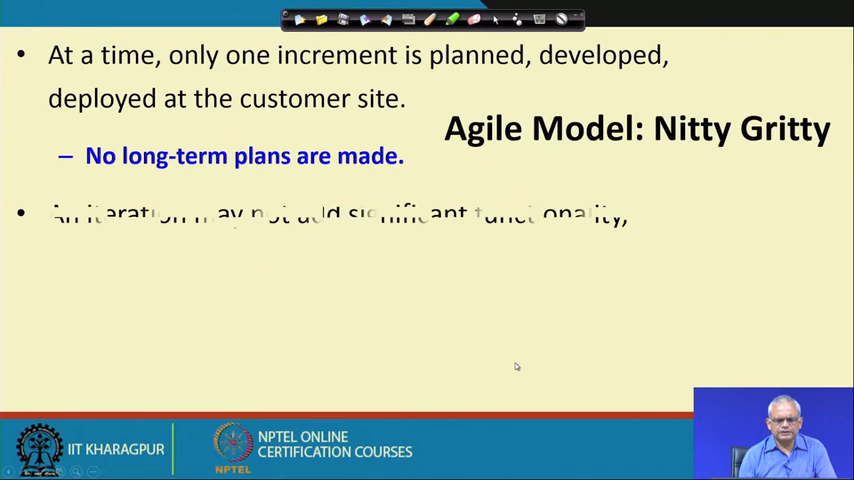 • At a time, only one increment is planned, developed,
deployed at the customer site.
Agile Model: Nitty Gritty
– No long-term plans are made.
• An iteration may not add significant functionality,
IIT KHARAGPUR
NPTEL
NPTEL ONLINE
CERTIFICATION COURSES